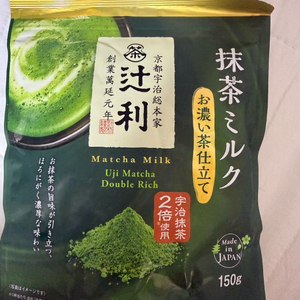 抹茶ミルク
お濃い茶仕立て
京都宇治総本家
辻利
創業萬延元年
Matcha Milk
Uji Matcha
Double Rich
宇治抹茶
2倍使用
お抹茶の旨味が引き立つ、
ほろにがく濃厚な味わい
Made in
JAPAN
150g